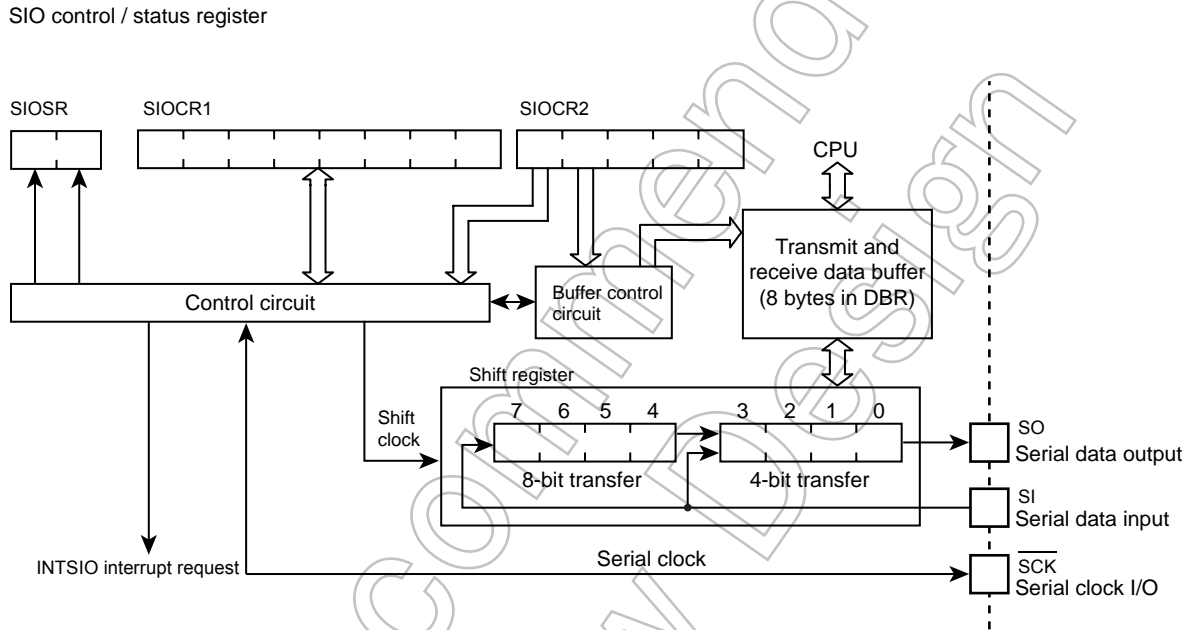 SIO control / status register
SIOSR
SIOCR1
SIOCR2
CPU
Transmit and
receive data buffer
(8 bytes in DBR)
Control circuit
Buffer control
circuit
Shift register
7 6 5 4 3 2 1 0
Shift
clock
8-bit transfer
4-bit transfer
SO
Serial data output
SI
Serial data input
INTSIO interrupt request
Serial clock
SCK
Serial clock I/O
commend
w Design